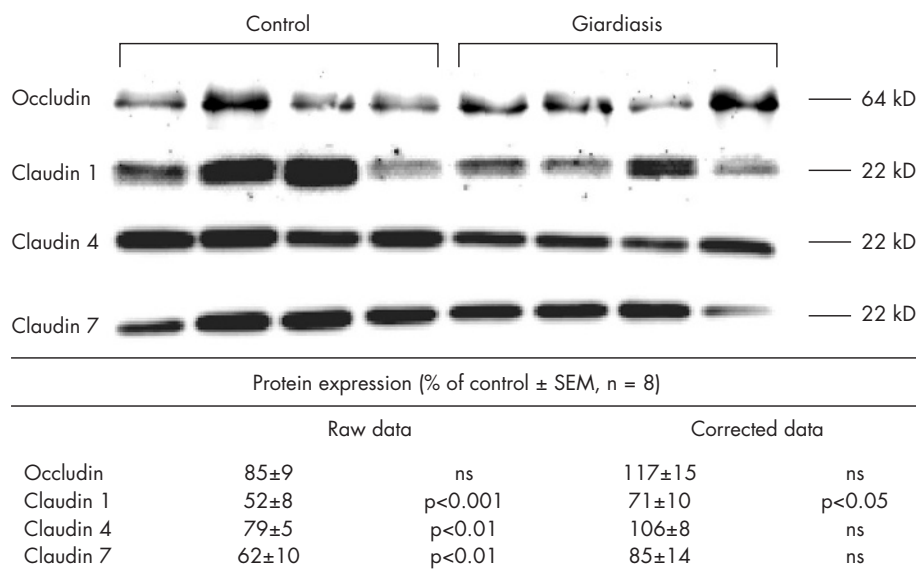 Control Giardiasis
Occludin 64 kD
Claudin 1 22 kD
Claudin 4 22 kD
Claudin 7 22 kD
Protein expression (% of control ± SEM, n = 8)
Raw data Corrected data
Occludin 85±9 ns 117±15 ns
Claudin 1 52±8 p<0.001 71±10 p<0.05
Claudin 4 79±5 p<0.01 106±8 ns
Claudin 7 62±10 p<0.01 85±14 ns